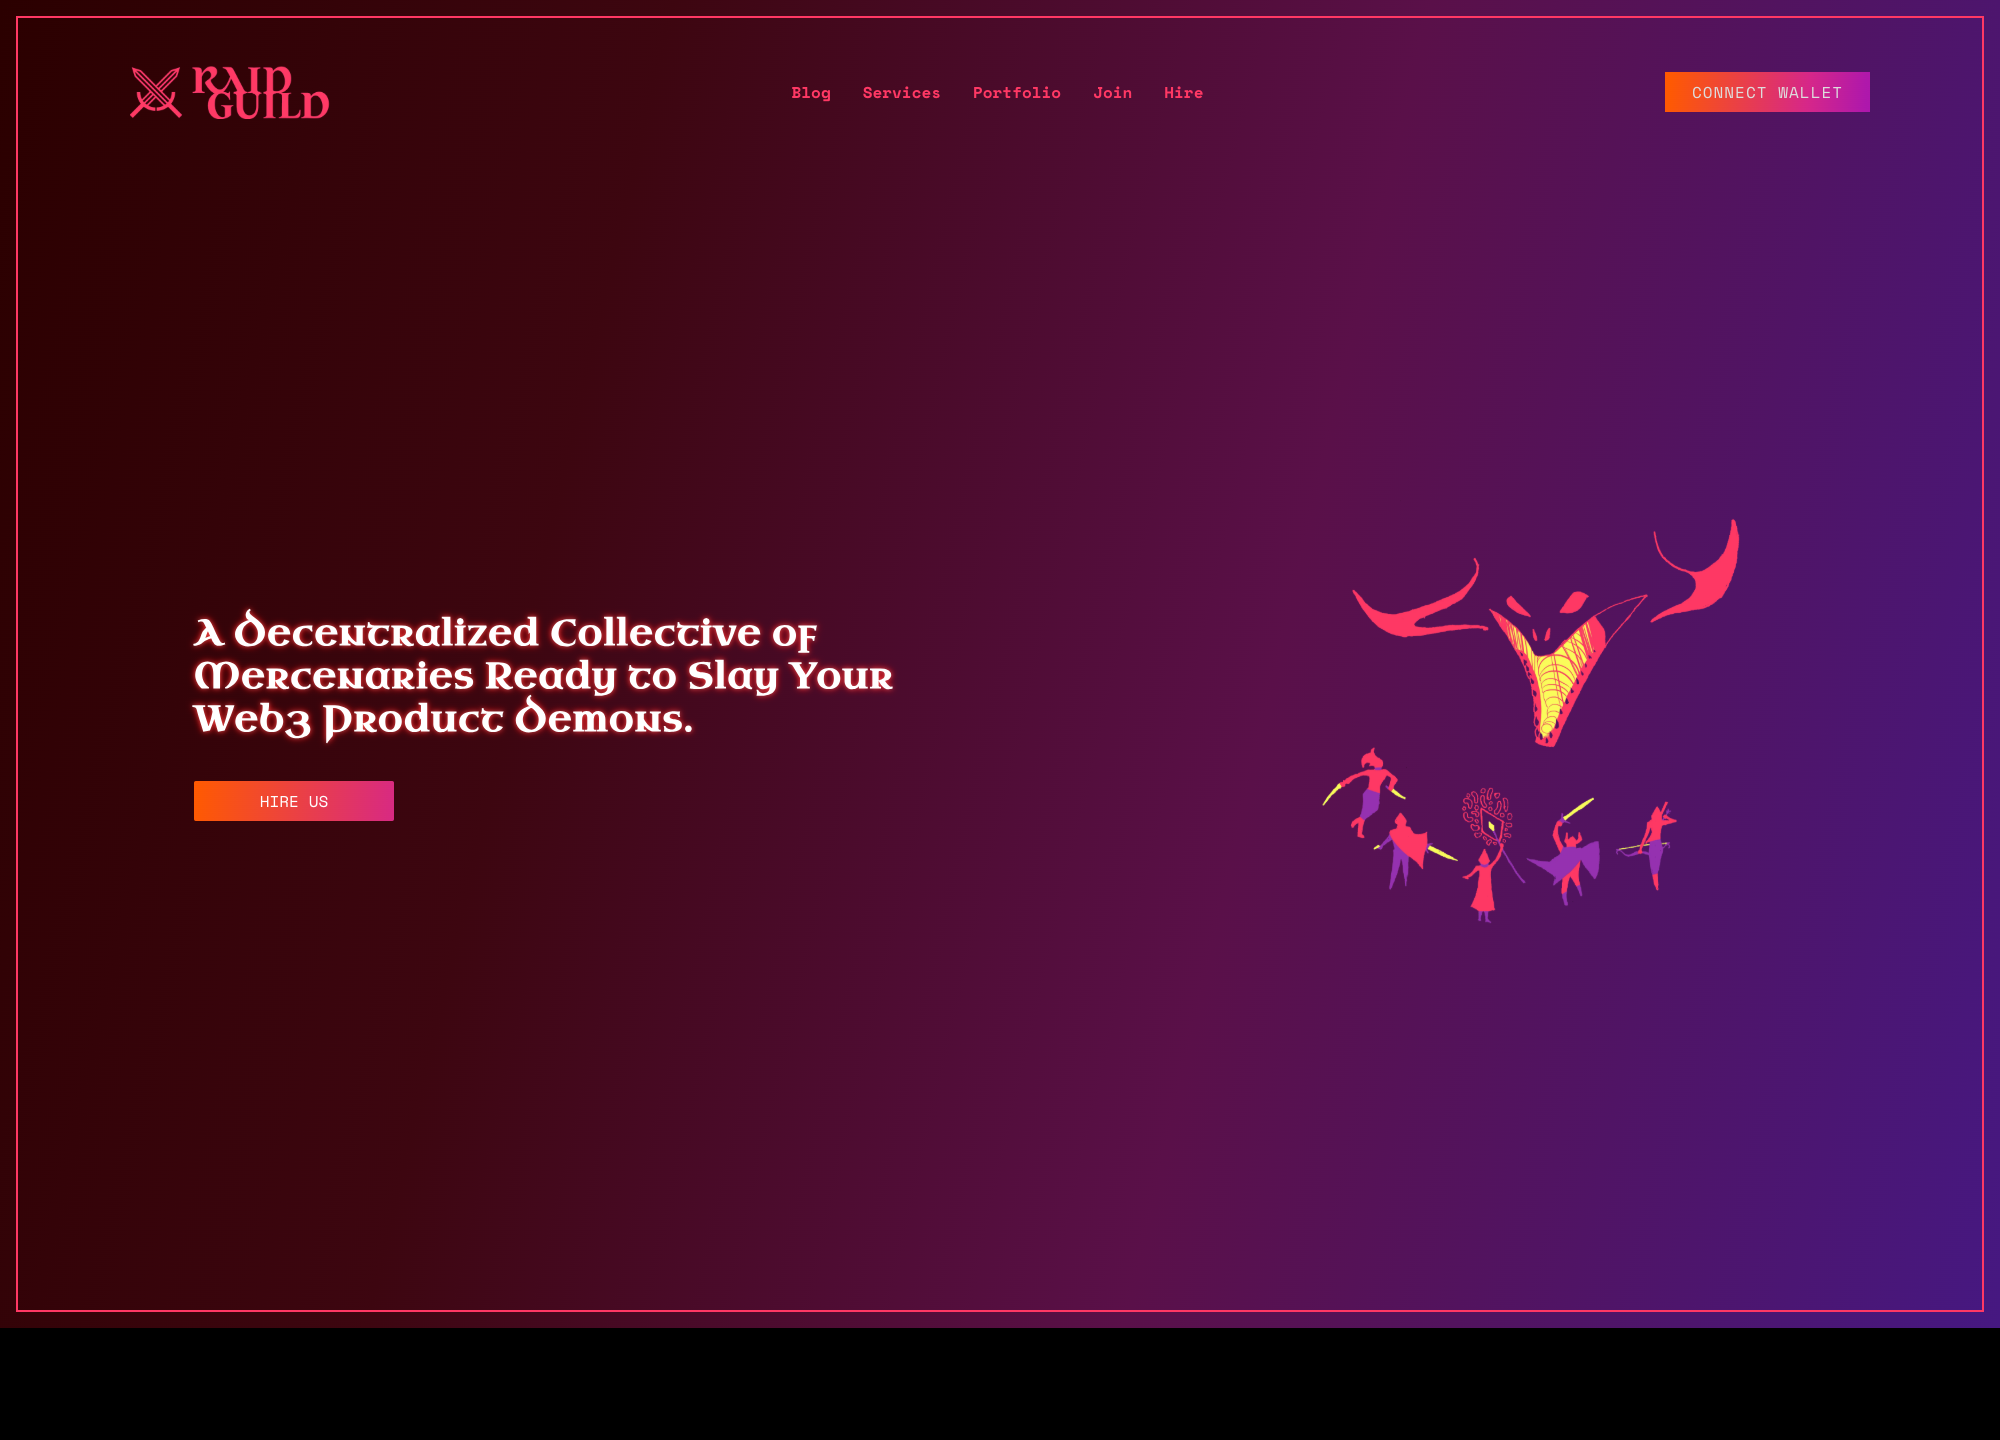 RAID
GUILD
Blog Services Portfolio Join Hire
CONNECT WALLET
A Decentralized Collective of
Mercenaries Ready to Slay Your
Web3 Product Demons.
HIRE US